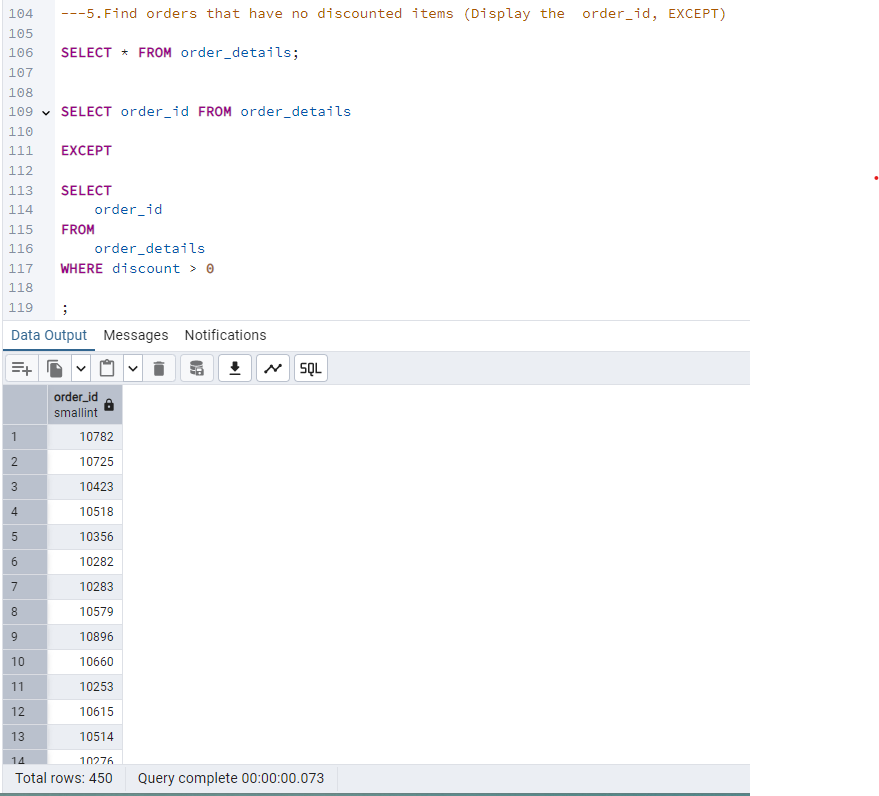 104 ---5.Find orders that have no discounted items (Display the  order_id, EXCEPT)
105
106 SELECT * FROM order_details;
107
108
109 SELECT order_id FROM order_details
110
111 EXCEPT
112
113 SELECT
114     order_id
115 FROM
116     order_details
117 WHERE discount > 0
118
119 ;
Data Output Messages Notifications
SQL
order_id
smallint
1 10782
2 10725
3 10423
4 10518
5 10356
6 10282
7 10283
8 10579
9 10896
10 10660
11 10253
12 10615
13 10514
14 10276
Total rows: 450 Query complete 00:00:00.073